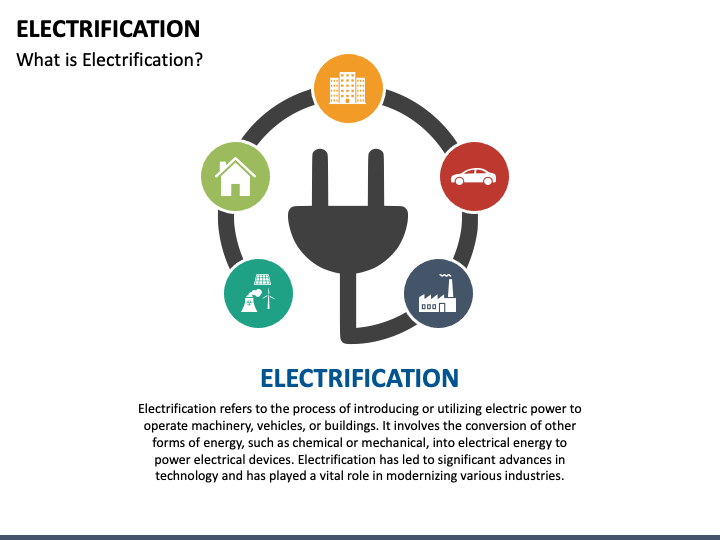 ELECTRIFICATION
What is Electrification?
ELECTRIFICATION
Electrification refers to the process of introducing or utilizing electric power to
operate machinery, vehicles, or buildings. It involves the conversion of other
forms of energy, such as chemical or mechanical, into electrical energy to
power electrical devices. Electrification has led to significant advances in
technology and has played a vital role in modernizing various industries.